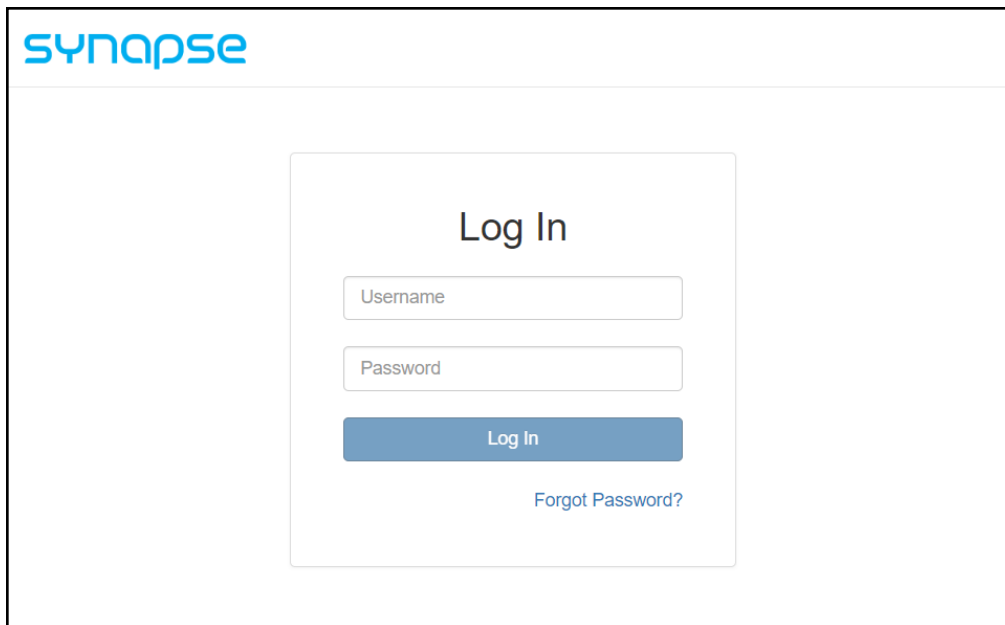 synapse
Log In
Username
Password
Log In
Forgot Password?